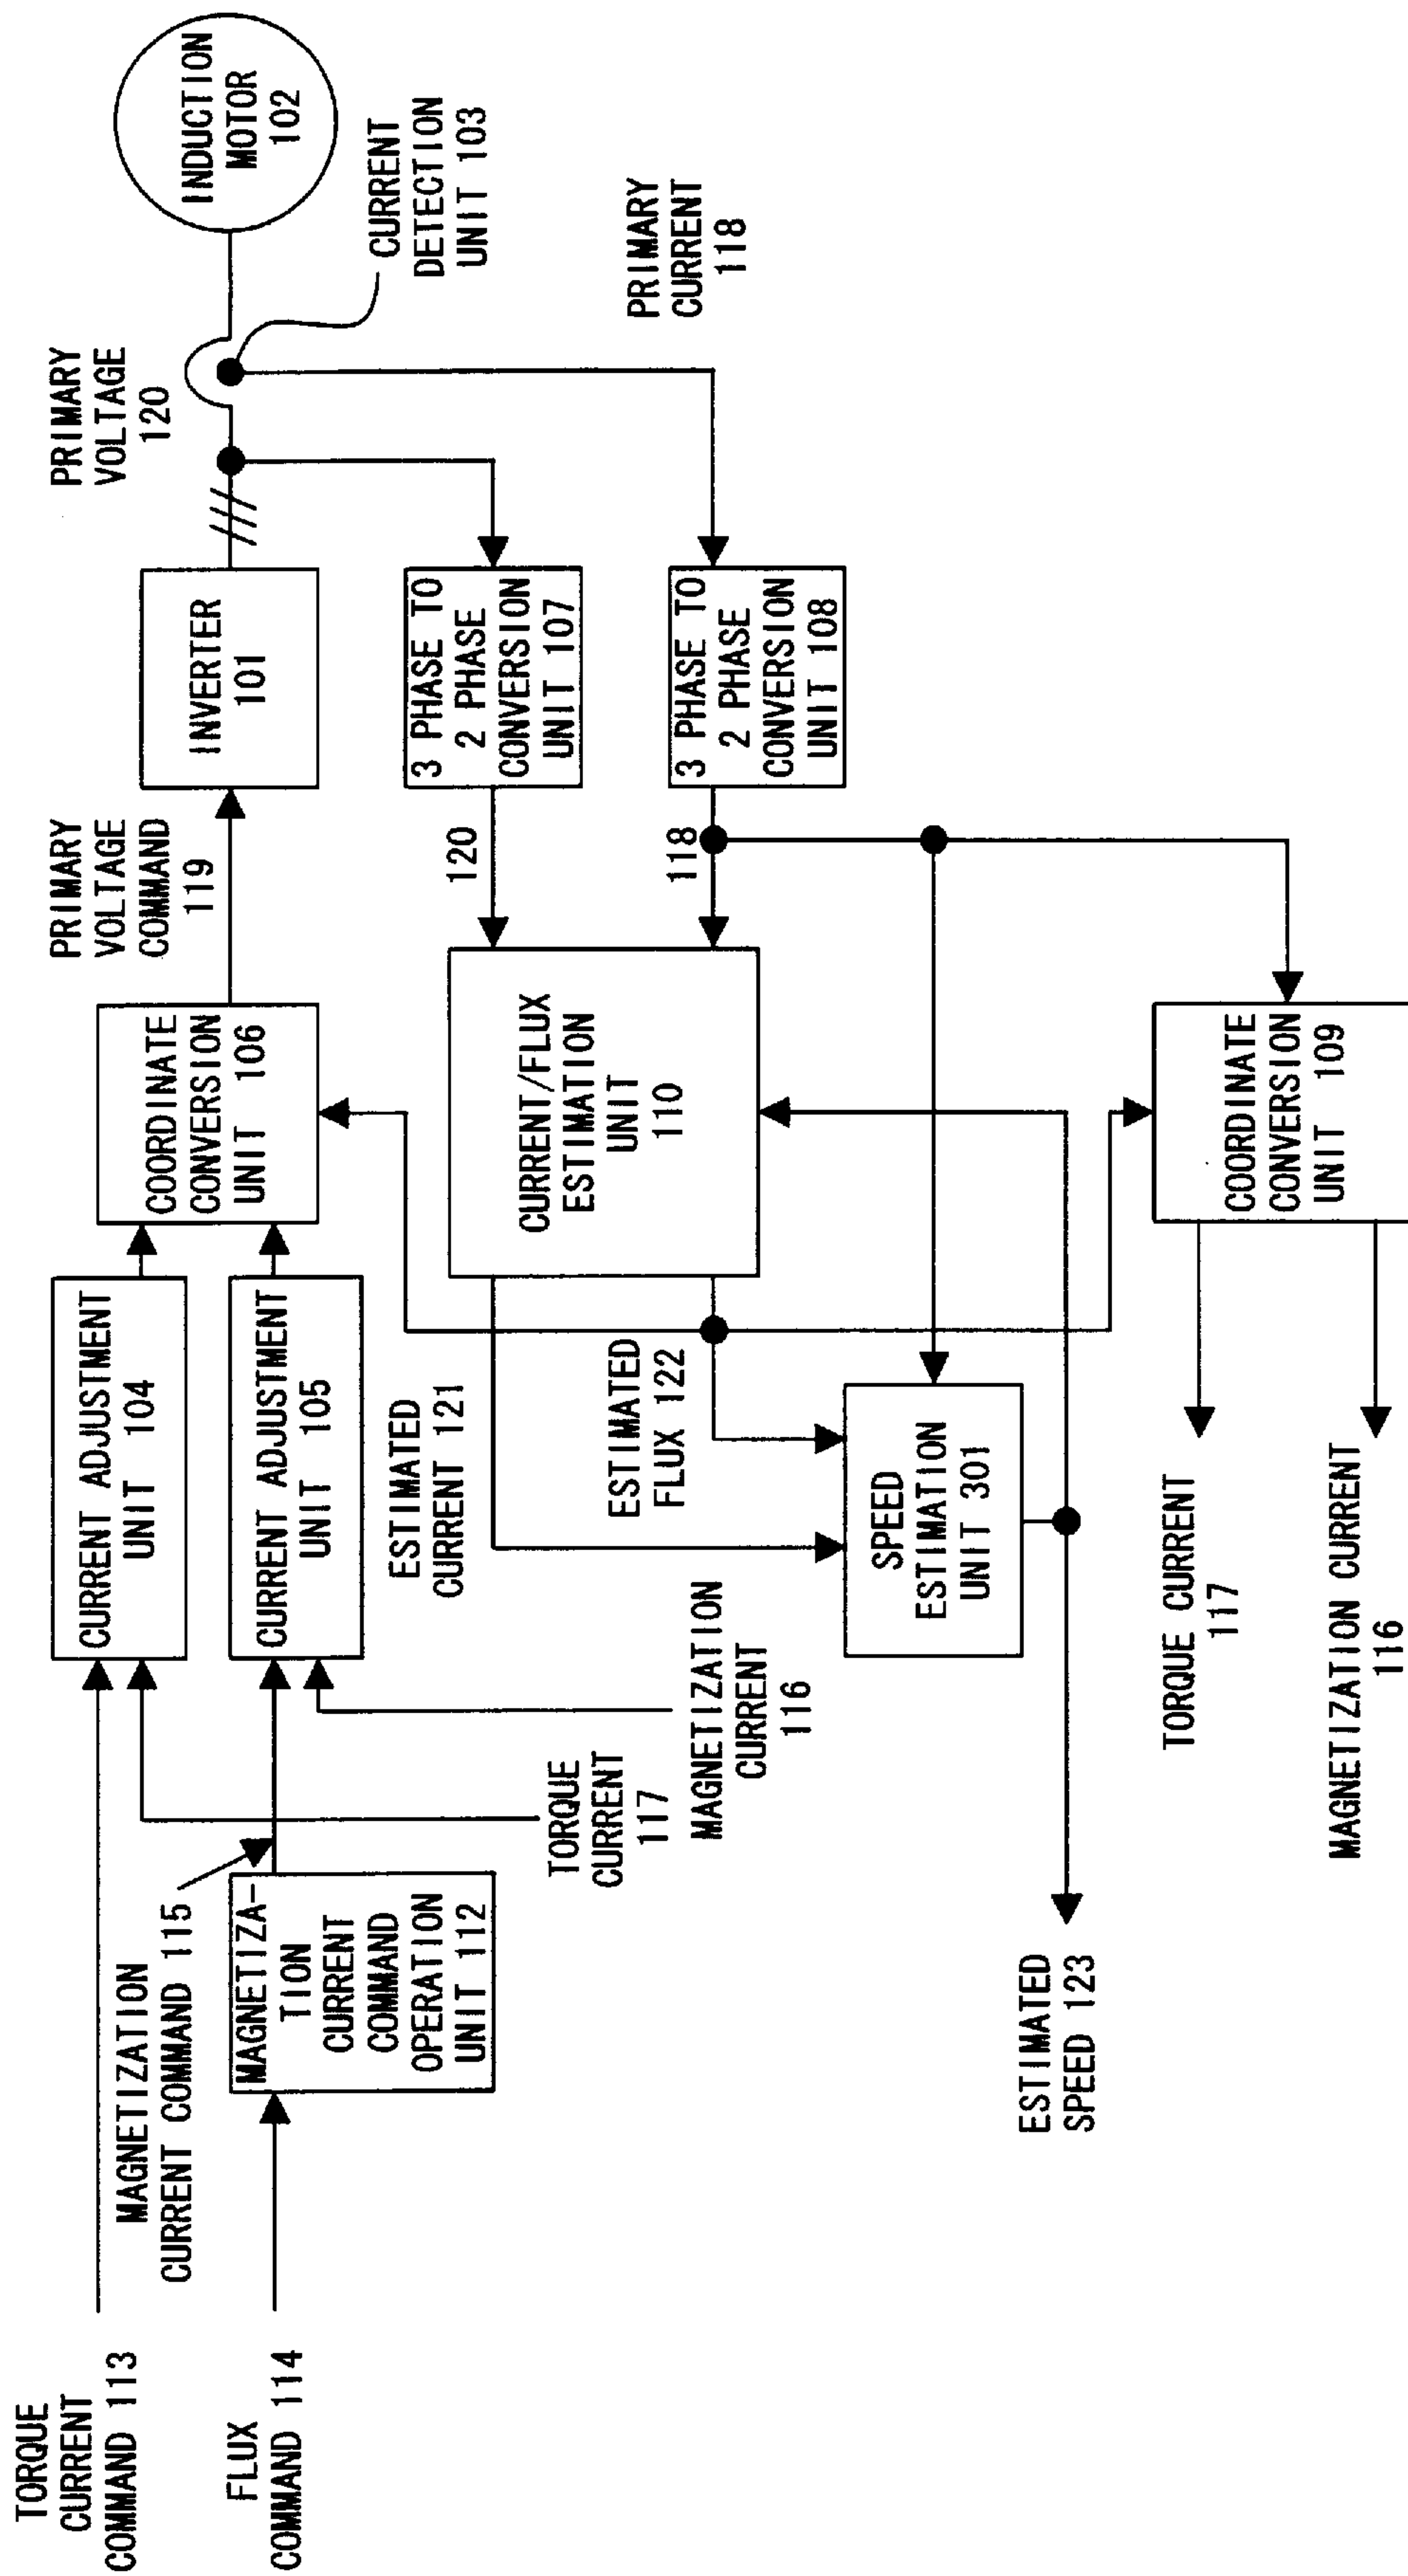 TORQUE
CURRENT
COMMAND 113
FLUX
COMMAND 114
MAGNETIZATION
CURRENT COMMAND 115
MAGNETIZA-
TION
CURRENT
COMMAND
OPERATION
UNIT 112
TORQUE
CURRENT
117
MAGNETIZATION
CURRENT
116
CURRENT ADJUSTMENT
UNIT 104
CURRENT ADJUSTMENT
UNIT 105
COORDINATE
CONVERSION
UNIT 106
PRIMARY
VOLTAGE
COMMAND
119
INVERTER
101
PRIMARY
VOLTAGE
120
INDUCTION
MOTOR
102
CURRENT
DETECTION
UNIT 103
PRIMARY
CURRENT
118
3 PHASE TO
2 PHASE
CONVERSION
UNIT 107
3 PHASE TO
2 PHASE
CONVERSION
UNIT 108
120
118
CURRENT/FLUX
ESTIMATION
UNIT
110
ESTIMATED
CURRENT 121
ESTIMATED
FLUX 122
SPEED
ESTIMATION
UNIT 301
COORDINATE
CONVERSION
UNIT 109
ESTIMATED
SPEED 123
TORQUE CURRENT
117
MAGNETIZATION CURRENT
116